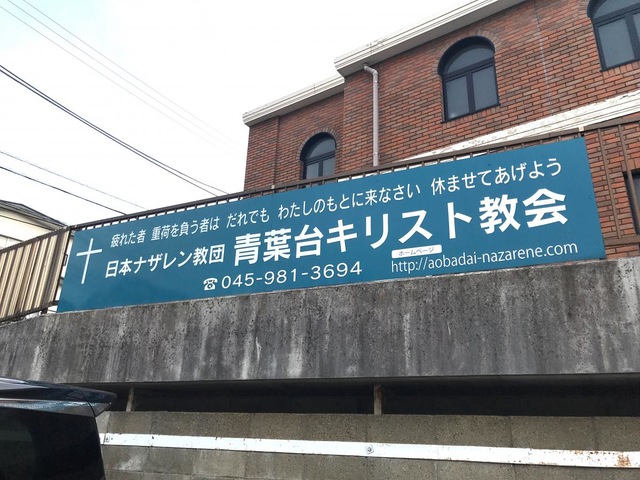 疲れた者 重荷を負う者は だれでも わたしのもとに来なさい 休ませてあげよう
日本ナザレン教団 青葉台キリスト教会
☎045-981-3694
ホームページ
http://aobadai-nazarene.com